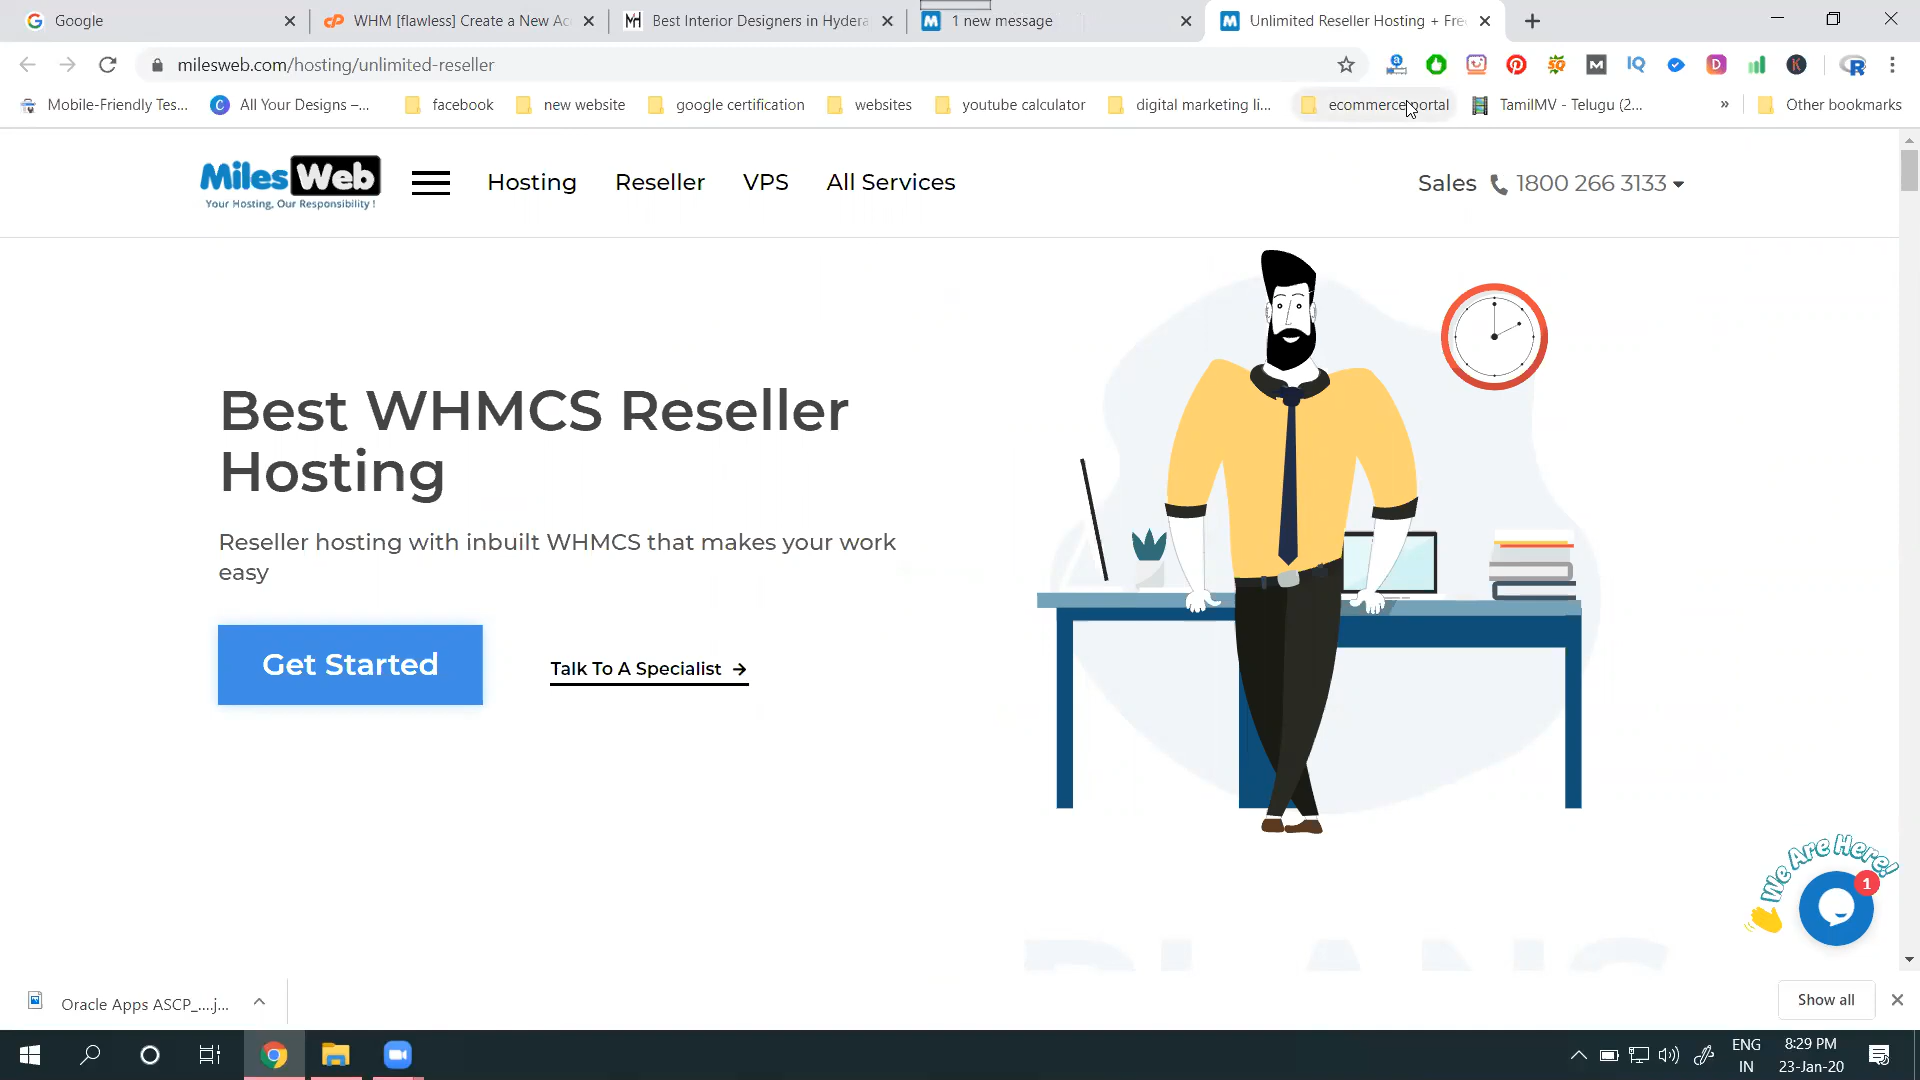 Google
WHM [flawless] Create a New Ac
Best Interior Designers in Hydera
1 new message
Unlimited Reseller Hosting + Fre
milesweb.com/hosting/unlimited-reseller
Mobile-Friendly Tes...
All Your Designs –...
facebook
new website
google certification
websites
youtube calculator
digital marketing li...
ecommerce portal
TamilMV - Telugu (2...
»
Other bookmarks
MilesWeb
Your Hosting, Our Responsibility !
Hosting
Reseller
VPS
All Services
Sales 1800 266 3133
Best WHMCS Reseller
Hosting
Reseller hosting with inbuilt WHMCS that makes your work
easy
Get Started
Talk To A Specialist →
We Are Here!
1
PLANS
Oracle Apps ASCP_....j...
Show all
ENG
IN
8:29 PM
23-Jan-20